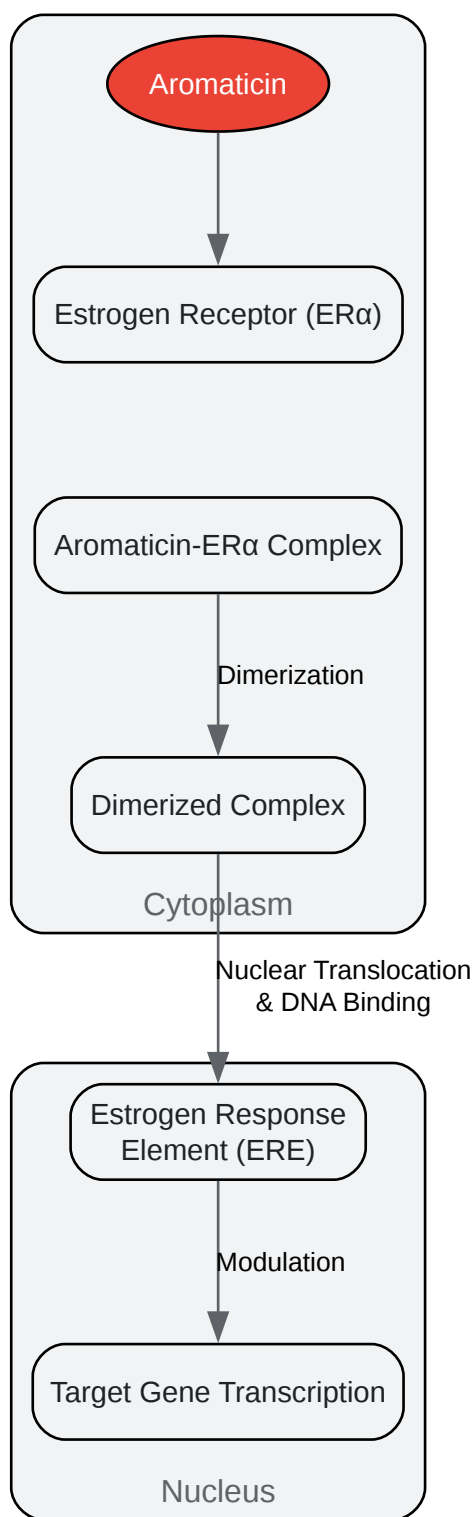 Aromaticin
Estrogen Receptor (ERα)
Aromaticin-ERα Complex
Dimerization
Dimerized Complex
Cytoplasm
Nuclear Translocation
& DNA Binding
Estrogen Response
Element (ERE)
Modulation
Target Gene Transcription
Nucleus